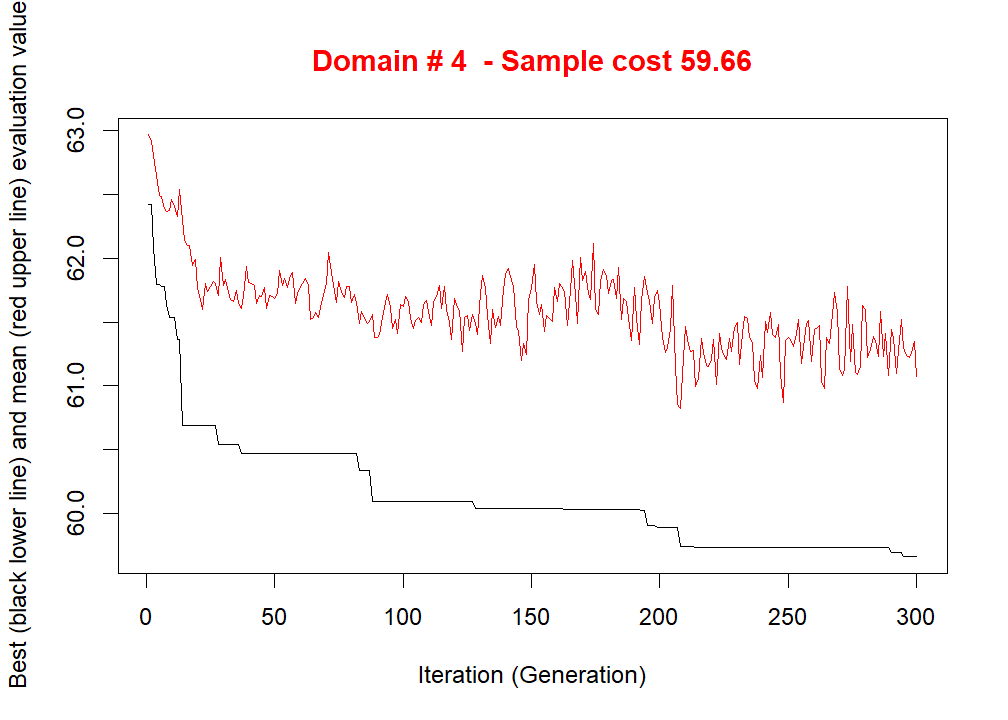 Domain # 4  - Sample cost 59.66
Best (black lower line) and mean (red upper line) evaluation value
63.0
62.0
61.0
60.0
0 50 100 150 200 250 300
Iteration (Generation)